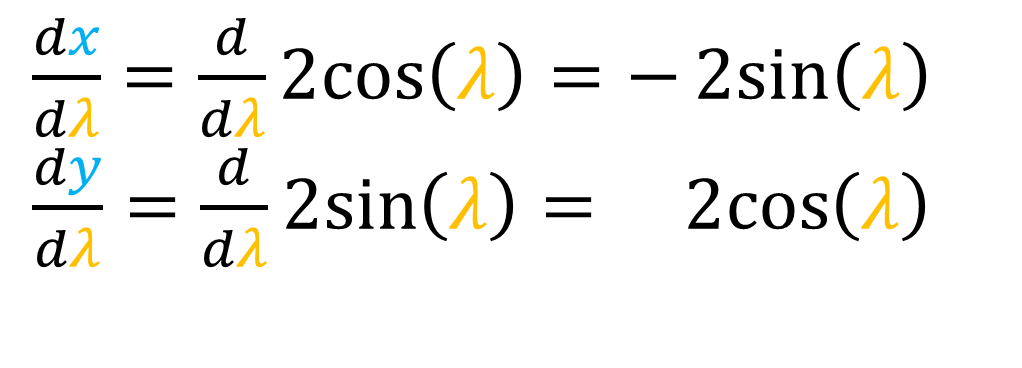 dx/dλ = d/dλ 2cos(λ) = − 2sin(λ)
dy/dλ = d/dλ 2sin(λ) = 2cos(λ)